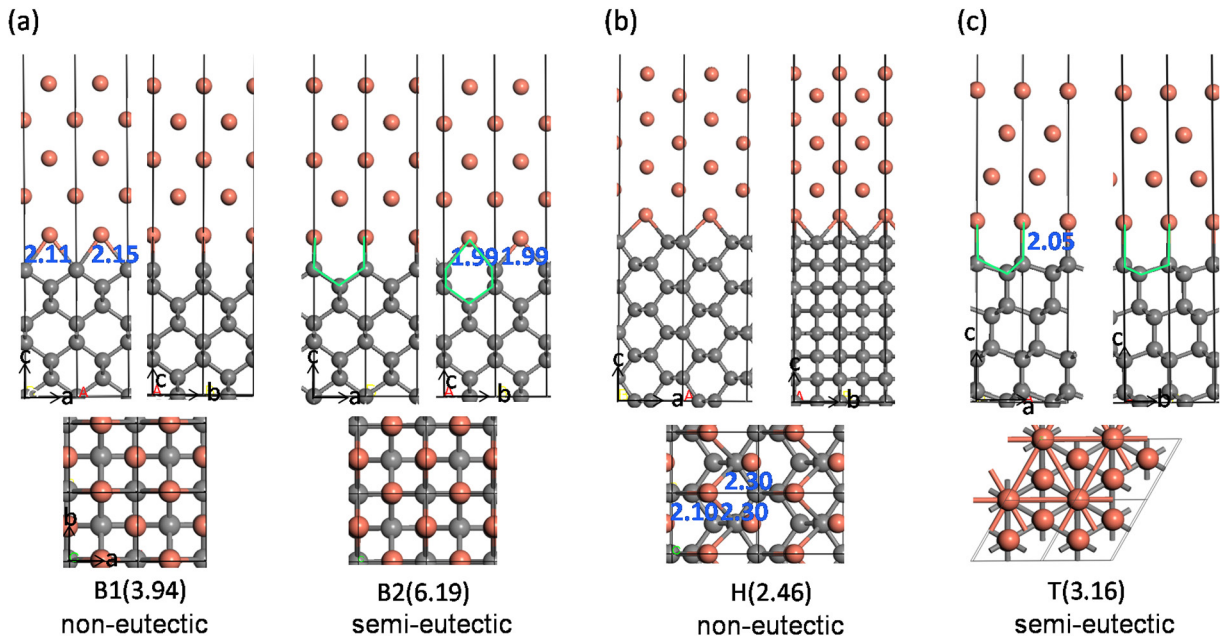 (a)
(b)
(c)
2.11
2.15
1.99
1.99
2.05
c
a
A
c
b
A
c
a
c
b
A
c
a
A
c
b
c
a
c
b
b
a
2.30
2.10
2.30
B1(3.94)
B2(6.19)
H(2.46)
T(3.16)
non-eutectic
semi-eutectic
non-eutectic
semi-eutectic